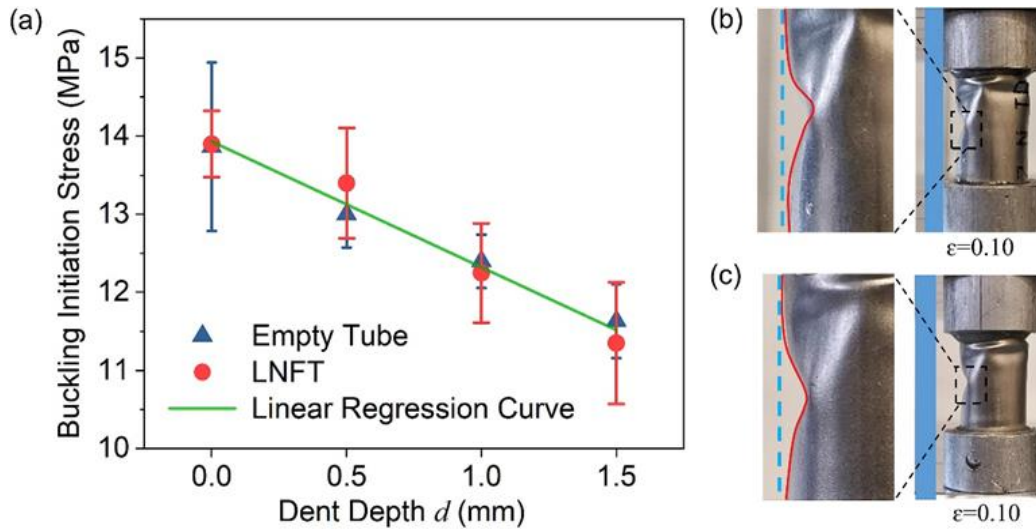 (a)
Buckling Initiation Stress (MPa)
15
14
13
12
11
10
Empty Tube
LNFT
Linear Regression Curve
0.0 0.5 1.0 1.5
Dent Depth d (mm)
(b)
ε=0.10
(c)
ε=0.10